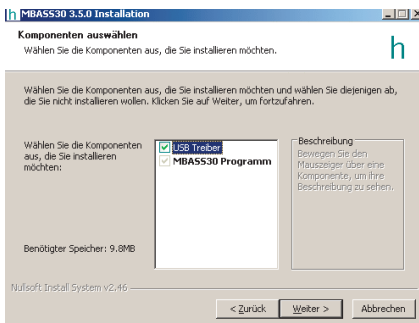 h MBASS30 3.5.0 Installation
Komponenten auswählen
Wählen Sie die Komponenten aus, die Sie installieren möchten.
h
Wählen Sie die Komponenten aus, die Sie installieren möchten und wählen Sie diejenigen ab,
die Sie nicht installieren wollen. Klicken Sie auf Weiter, um fortzufahren.
Wählen Sie die Komponenten
aus, die Sie installieren
möchten:
USB Treiber
MBASS30 Programm
Beschreibung
Bewegen Sie den
Mauszeiger über eine
Komponente, um ihre
Beschreibung zu sehen.
Benötigter Speicher: 9.8MB
Nullsoft Install System v2.46
< Zurück
Weiter >
Abbrechen